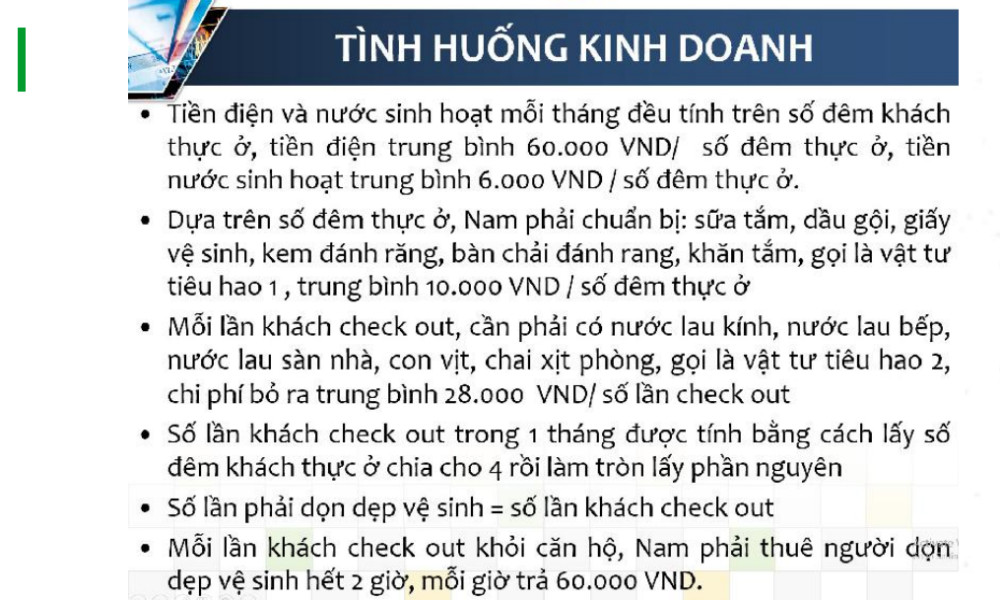 TÌNH HUỐNG KINH DOANH
• Tiền điện và nước sinh hoạt mỗi tháng đều tính trên số đêm khách
thực ở, tiền điện trung bình 60.000 VND/ số đêm thực ở, tiền
nước sinh hoạt trung bình 6.000 VND / số đêm thực ở.
• Dựa trên số đêm thực ở, Nam phải chuẩn bị: sữa tắm, dầu gội, giấy
vệ sinh, kem đánh răng, bàn chải đánh rang, khăn tắm, gọi là vật tư
tiêu hao 1 , trung bình 10.000 VND / số đêm thực ở
• Mỗi lần khách check out, cần phải có nước lau kính, nước lau bếp,
nước lau sàn nhà, con vịt, chai xịt phòng, gọi là vật tư tiêu hao 2,
chi phí bỏ ra trung bình 28.000 VND/ số lần check out
• Số lần khách check out trong 1 tháng được tính bằng cách lấy số
đêm khách thực ở chia cho 4 rồi làm tròn lấy phần nguyên
• Số lần phải dọn dẹp vệ sinh = số lần khách check out
• Mỗi lần khách check out khỏi căn hộ, Nam phải thuê người dọn
dẹp vệ sinh hết 2 giờ, mỗi giờ trả 60.000 VND.